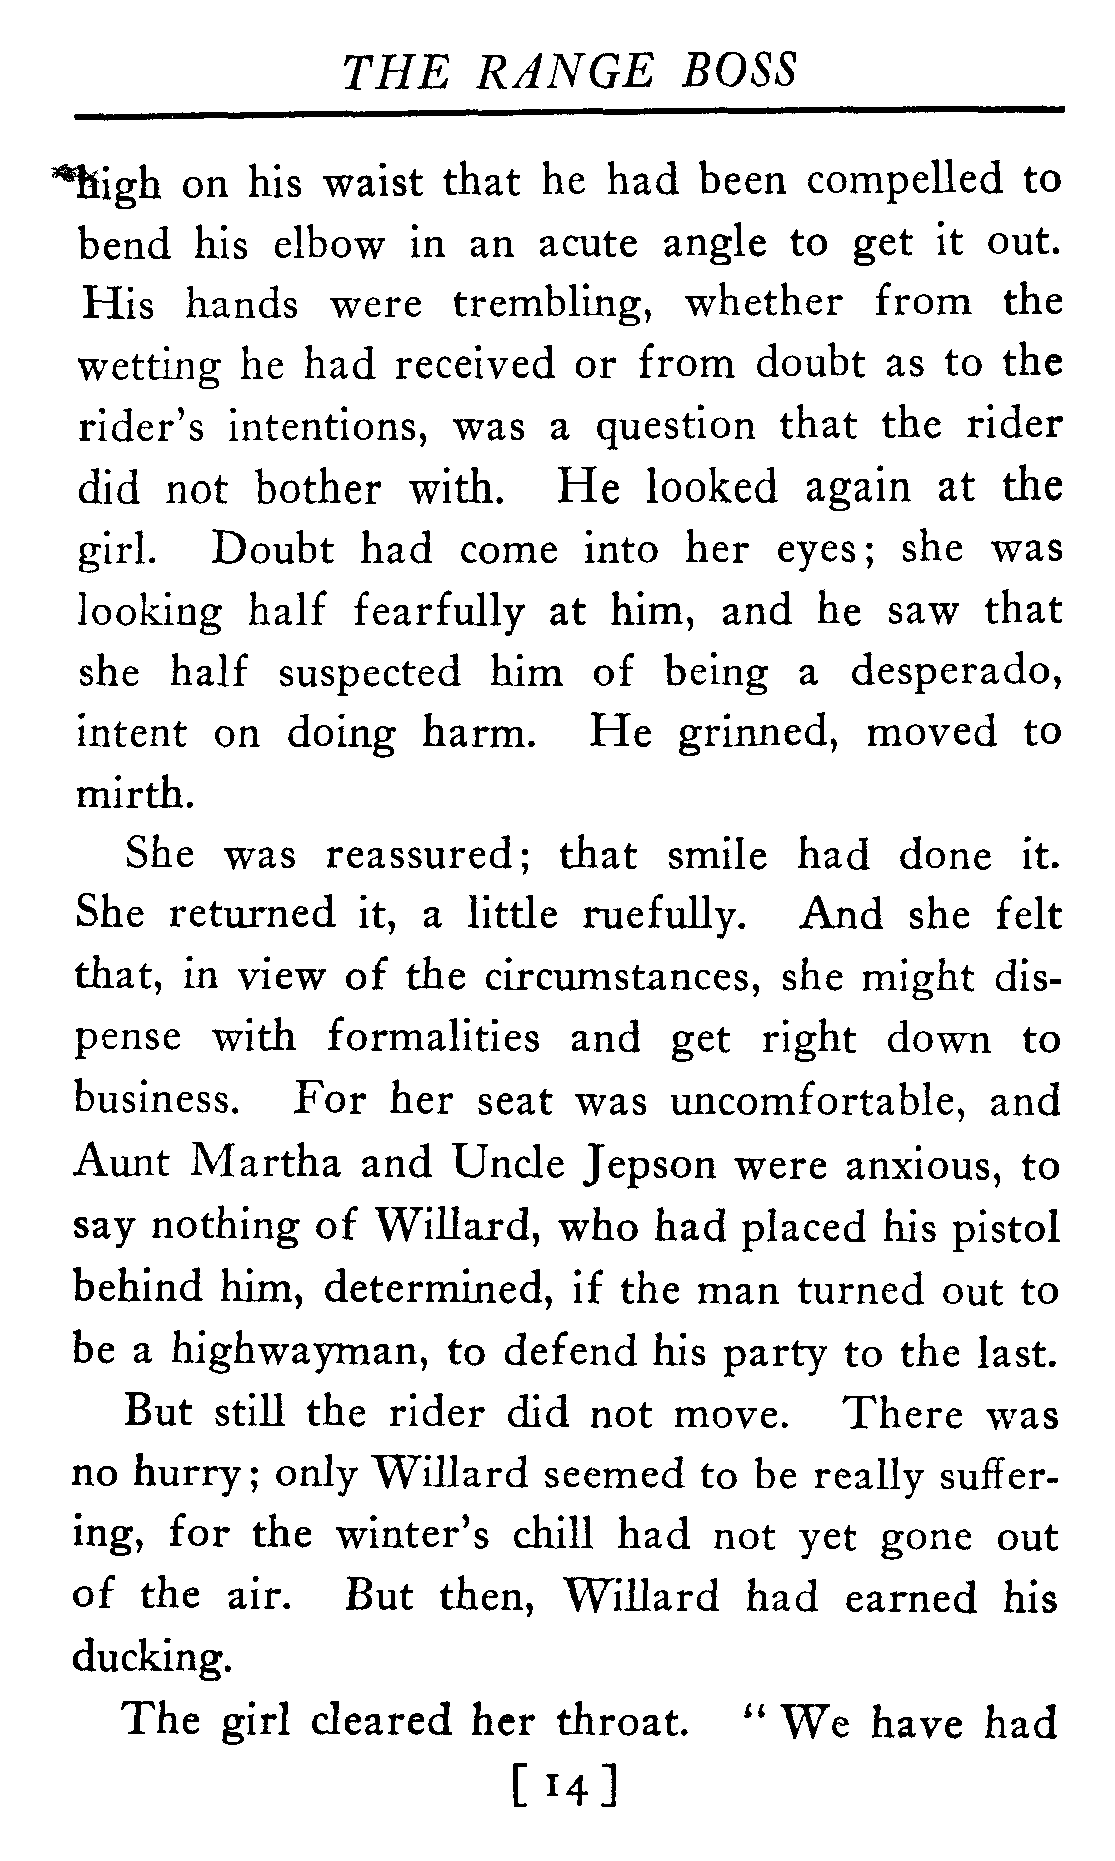 THE RANGE BOSS
high on his waist that he had been compelled to
bend his elbow in an acute angle to get it out.
His hands were trembling, whether from the
wetting he had received or from doubt as to the
rider's intentions, was a question that the rider
did not bother with. He looked again at the
girl. Doubt had come into her eyes; she was
looking half fearfully at him, and he saw that
she half suspected him of being a desperado,
intent on doing harm. He grinned, moved to
mirth.
She was reassured; that smile had done it.
She returned it, a little ruefully. And she felt
that, in view of the circumstances, she might dis-
pense with formalities and get right down to
business. For her seat was uncomfortable, and
Aunt Martha and Uncle Jepson were anxious, to
say nothing of Willard, who had placed his pistol
behind him, determined, if the man turned out to
be a highwayman, to defend his party to the last.
But still the rider did not move. There was
no hurry; only Willard seemed to be really suffer-
ing, for the winter's chill had not yet gone out
of the air. But then, Willard had earned his
ducking.
The girl cleared her throat. “ We have had
[ 14 ]